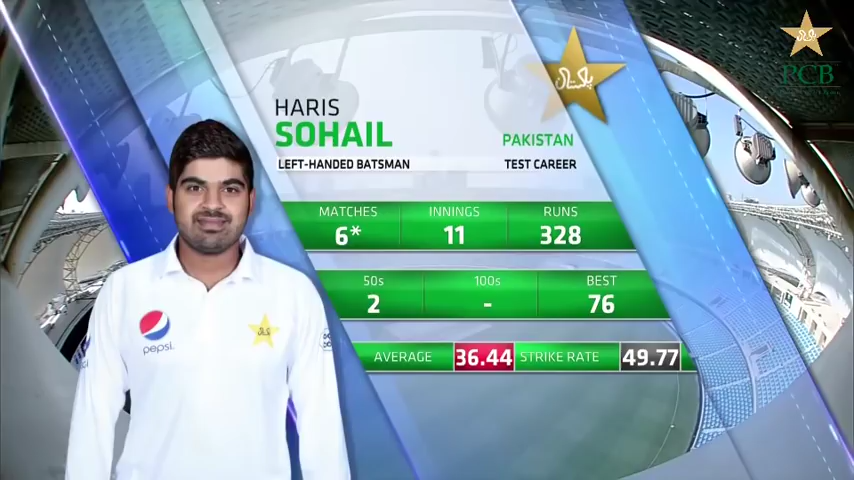 PCB
HARIS
SOHAIL
LEFT-HANDED BATSMAN
PAKISTAN
TEST CAREER
MATCHES INNINGS RUNS
6* 11 328
50s 100s BEST
2 - 76
AVERAGE 36.44 STRIKE RATE 49.77
pepsi